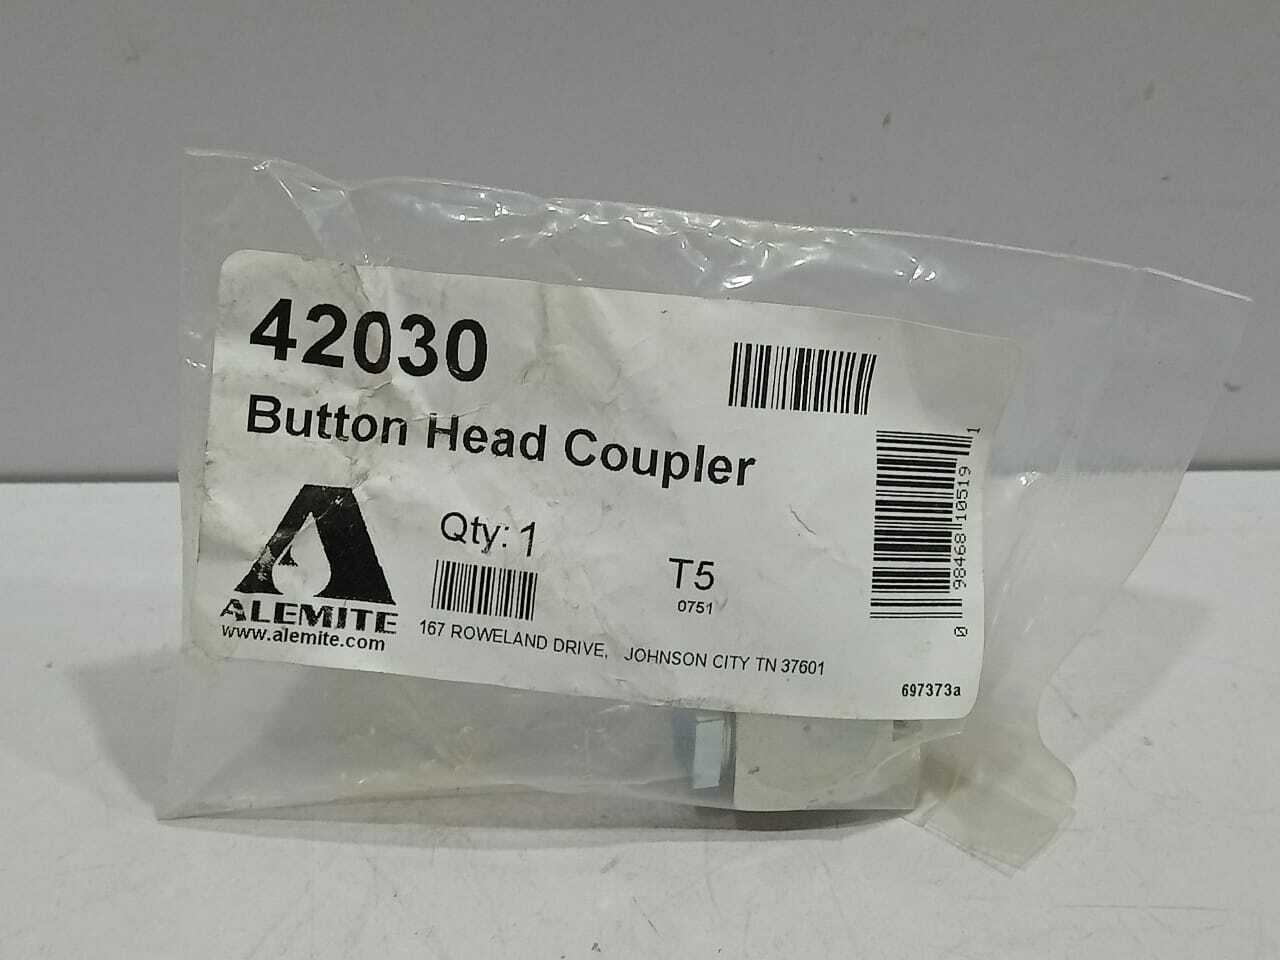 42030
Button Head Coupler
Qty: 1
T5
0751
ALEMITE
www.alemite.com
167 ROWELAND DRIVE, JOHNSON CITY TN 37601
0 98468 10519 1
697373a